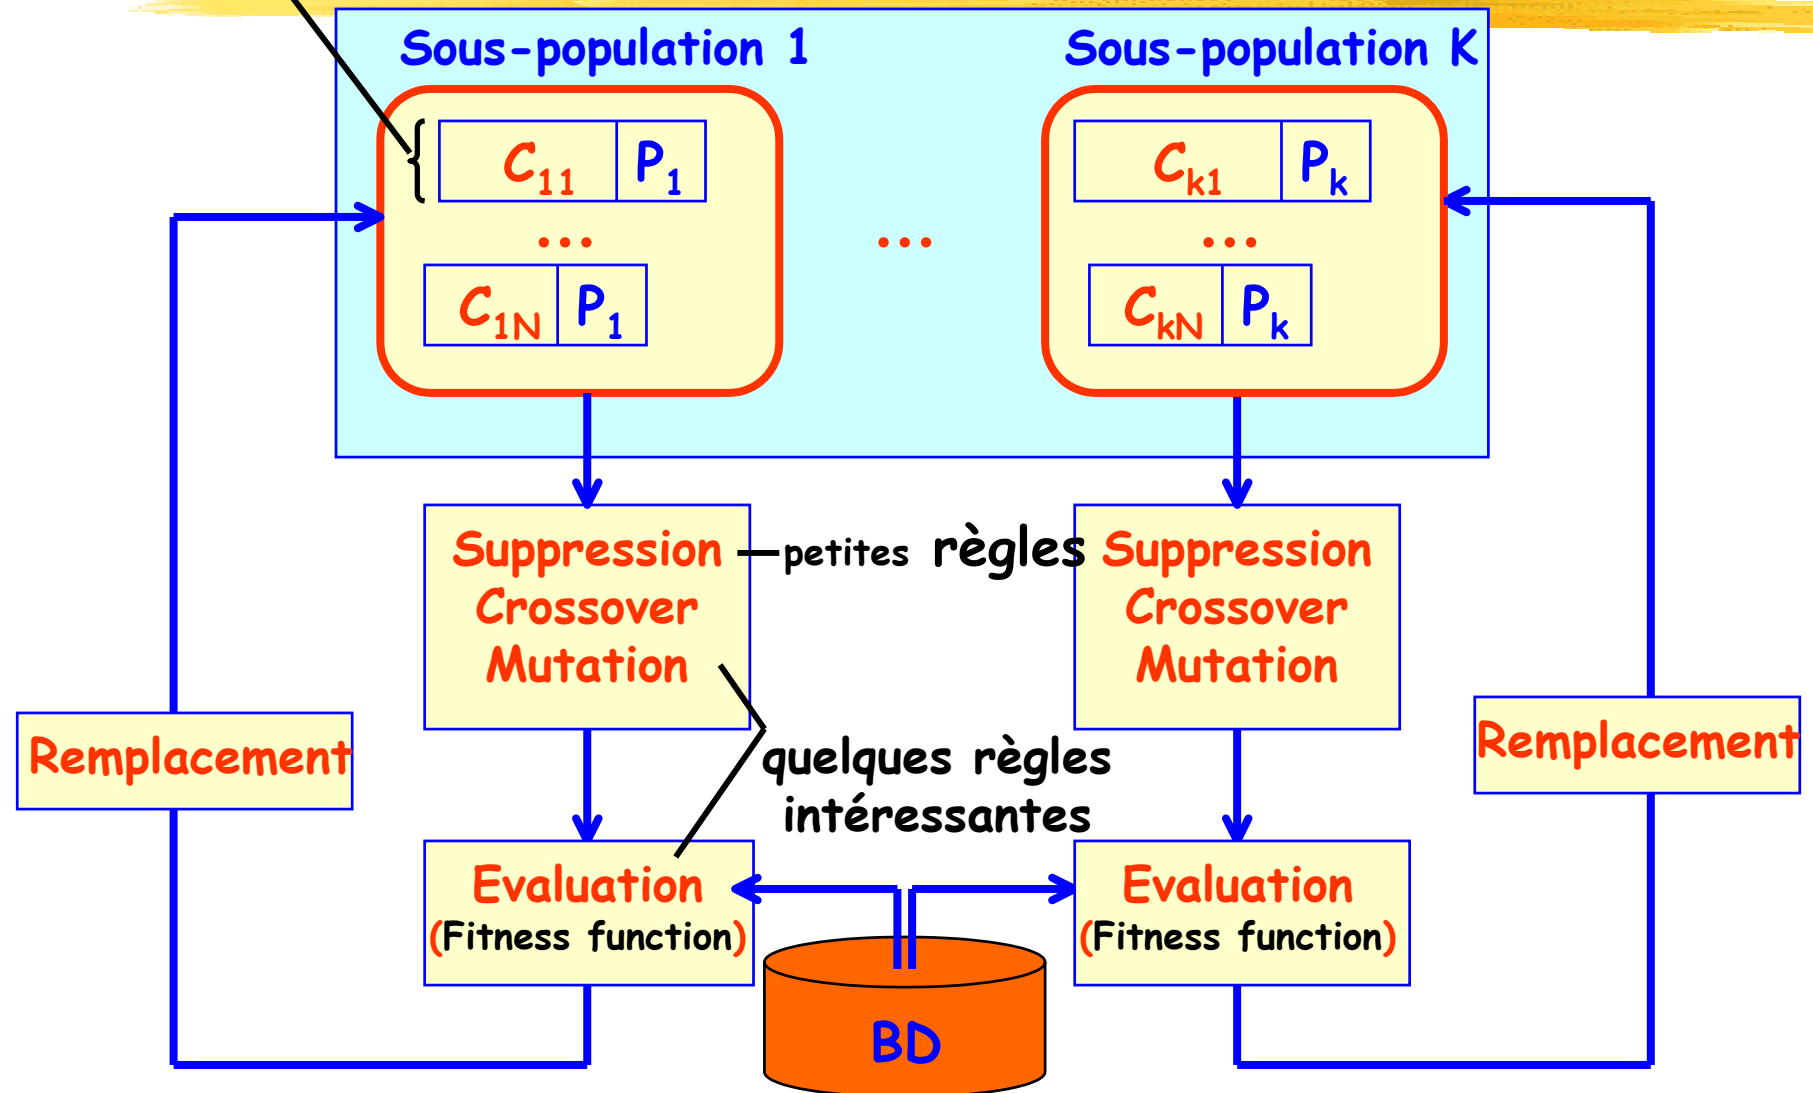 Sous-population 1
Sous-population K
C11 P1
Ck1 Pk
...
...
...
C1N P1
CkN Pk
Suppression
Crossover
Mutation
petites règles
Suppression
Crossover
Mutation
Remplacement
quelques règles
intéressantes
Remplacement
Evaluation
(Fitness function)
Evaluation
(Fitness function)
BD